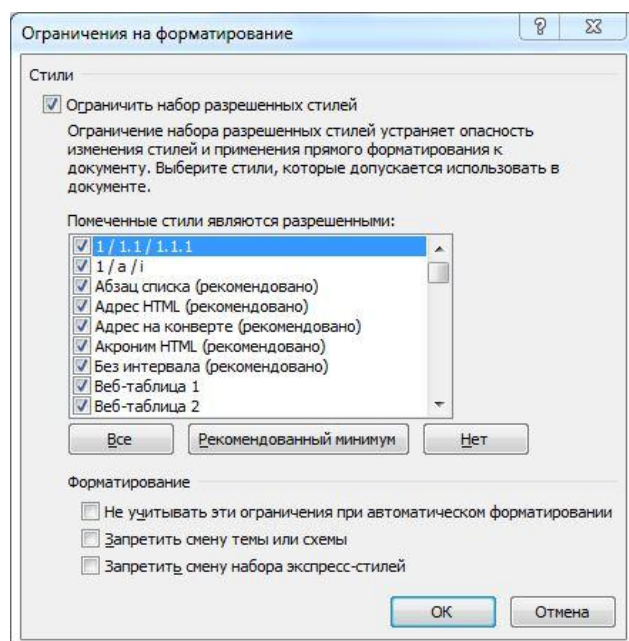 Ограничения на форматирование
Стили
Ограничить набор разрешенных стилей
Ограничение набора разрешенных стилей устраняет опасность
изменения стилей и применения прямого форматирования к
документу. Выберите стили, которые допускается использовать в
документе.
Помеченные стили являются разрешенными:
1 / 1.1 / 1.1.1
1 / a / i
Абзац списка (рекомендовано)
Адрес HTML (рекомендовано)
Адрес на конверте (рекомендовано)
Акроним HTML (рекомендовано)
Без интервала (рекомендовано)
Веб-таблица 1
Веб-таблица 2
Все Рекомендованный минимум Нет
Форматирование
Не учитывать эти ограничения при автоматическом форматировании
Запретить смену темы или схемы
Запретить смену набора экспресс-стилей
ОК Отмена